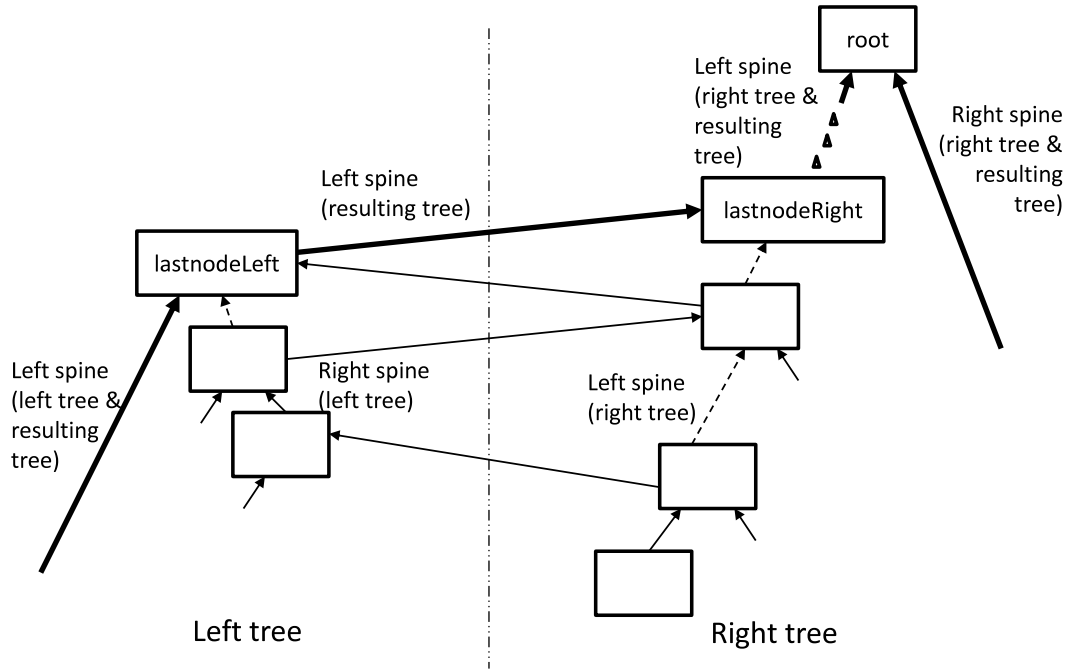 root
Left spine
(right tree &
resulting
tree)
Right spine
(right tree &
resulting
tree)
Left spine
(resulting tree)
lastnodeRight
lastnodeLeft
Left spine
(left tree &
resulting
tree)
Right spine
(left tree)
Left spine
(right tree)
Left tree
Right tree